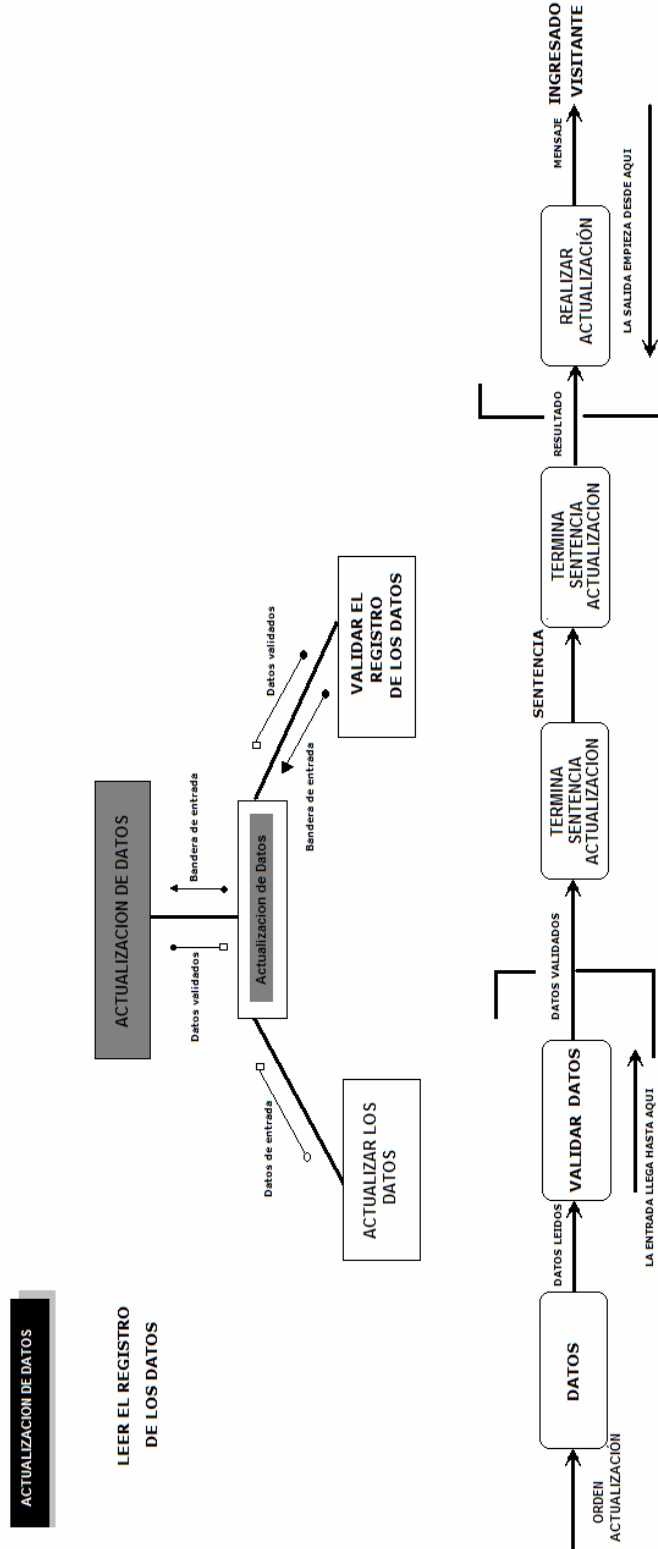 ACTUALIZACION DE DATOS
LEER EL REGISTRO
DE LOS DATOS
ACTUALIZACION DE DATOS
Datos validados
Bandera de entrada
Actualizacion de Datos
Datos de entrada
Datos validados
Bandera de entrada
ACTUALIZAR LOS
DATOS
VALIDAR EL
REGISTRO
DE LOS DATOS
ORDEN
ACTUALIZACIÓN
DATOS
DATOS LEIDOS
VALIDAR DATOS
DATOS VALIDADOS
TERMINA
SENTENCIA
ACTUALIZACION
SENTENCIA
TERMINA
SENTENCIA
ACTUALIZACION
RESULTADO
REALIZAR
ACTUALIZACIÓN
MENSAJE
INGRESADO
VISITANTE
LA ENTRADA LLEGA HASTA AQUI
LA SALIDA EMPIEZA DESDE AQUI